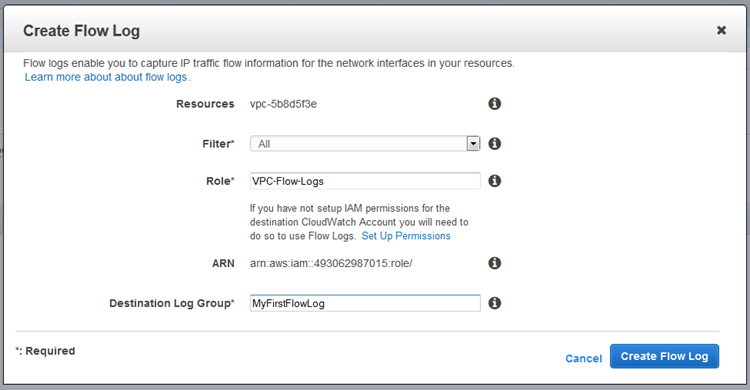 Create Flow Log
Flow logs enable you to capture IP traffic flow information for the network interfaces in your resources.
Learn more about about flow logs.
Resources vpc-5b8d5f3e
Filter* All
Role* VPC-Flow-Logs
If you have not setup IAM permissions for the
destination CloudWatch Account you will need to
do so to use Flow Logs. Set Up Permissions
ARN arn:aws:iam::493062987015:role/
Destination Log Group* MyFirstFlowLog
*: Required
Cancel Create Flow Log